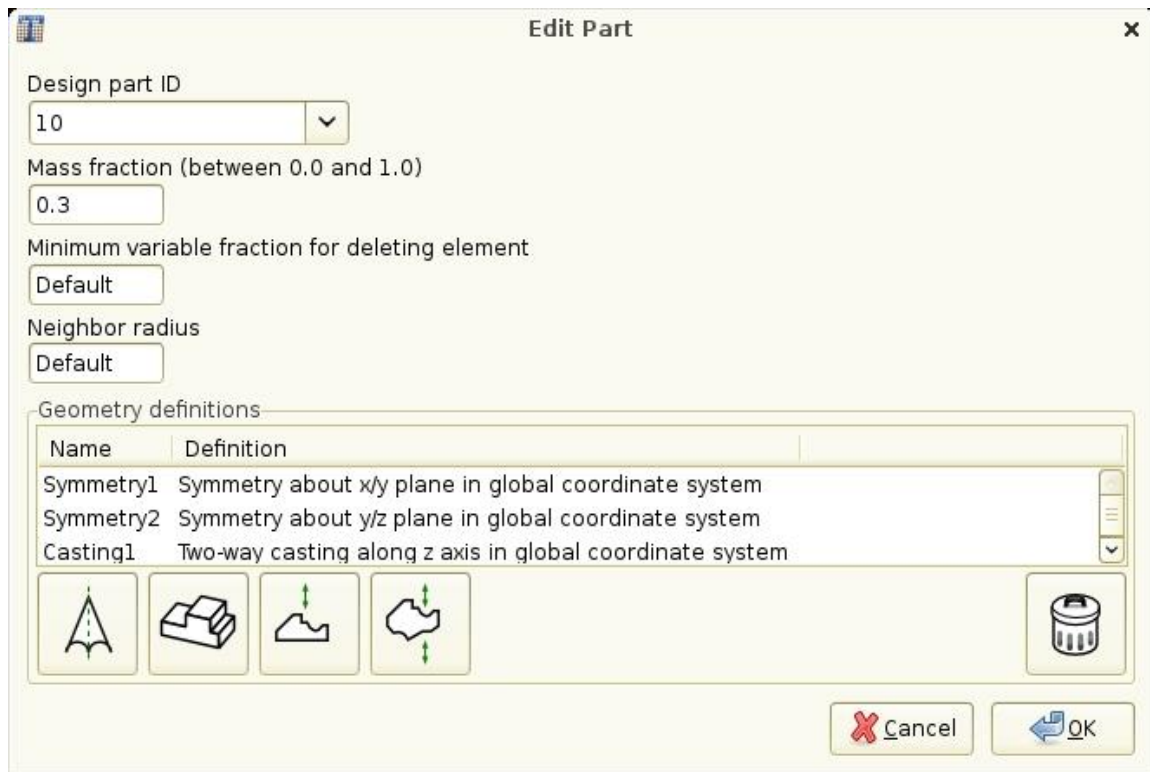 Edit Part
Design part ID
10
Mass fraction (between 0.0 and 1.0)
0.3
Minimum variable fraction for deleting element
Default
Neighbor radius
Default
Geometry definitions
Name Definition
Symmetry1 Symmetry about x/y plane in global coordinate system
Symmetry2 Symmetry about y/z plane in global coordinate system
Casting1 Two-way casting along z axis in global coordinate system
Cancel OK